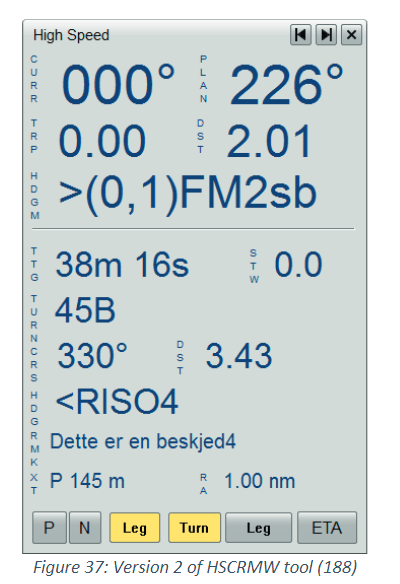 High Speed
CURR 000° PLAN 226°
TRP 0.00 DST 2.01
HDGM >(0,1)FM2sb
TTG 38m 16s STW 0.0
TURN 45B
CRS 330° DST 3.43
HDG <RISO4
RMK Dette er en beskjed4
XT P 145 m RA 1.00 nm
P N Leg Turn Leg ETA
Figure 37: Version 2 of HSCRMW tool (188)